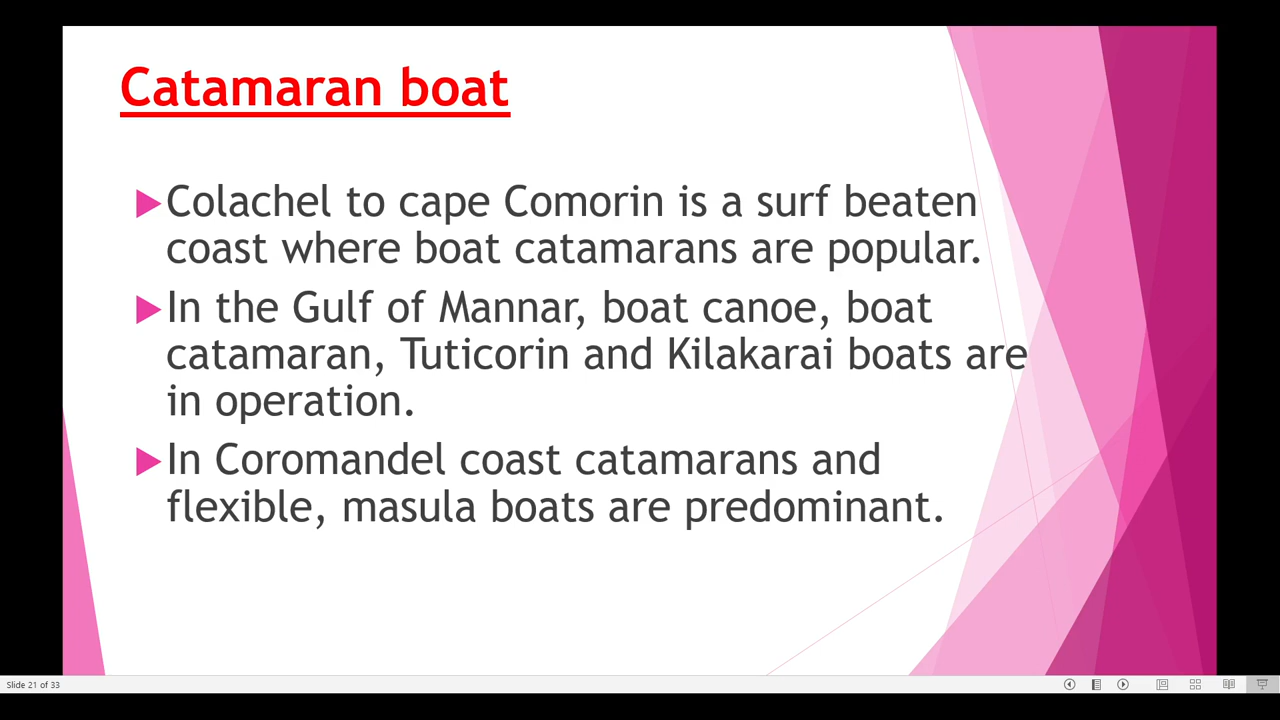 Catamaran boat
Colachel to cape Comorin is a surf beaten
coast where boat catamarans are popular.
In the Gulf of Mannar, boat canoe, boat
catamaran, Tuticorin and Kilakarai boats are
in operation.
In Coromandel coast catamarans and
flexible, masula boats are predominant.
Slide 21 of 33